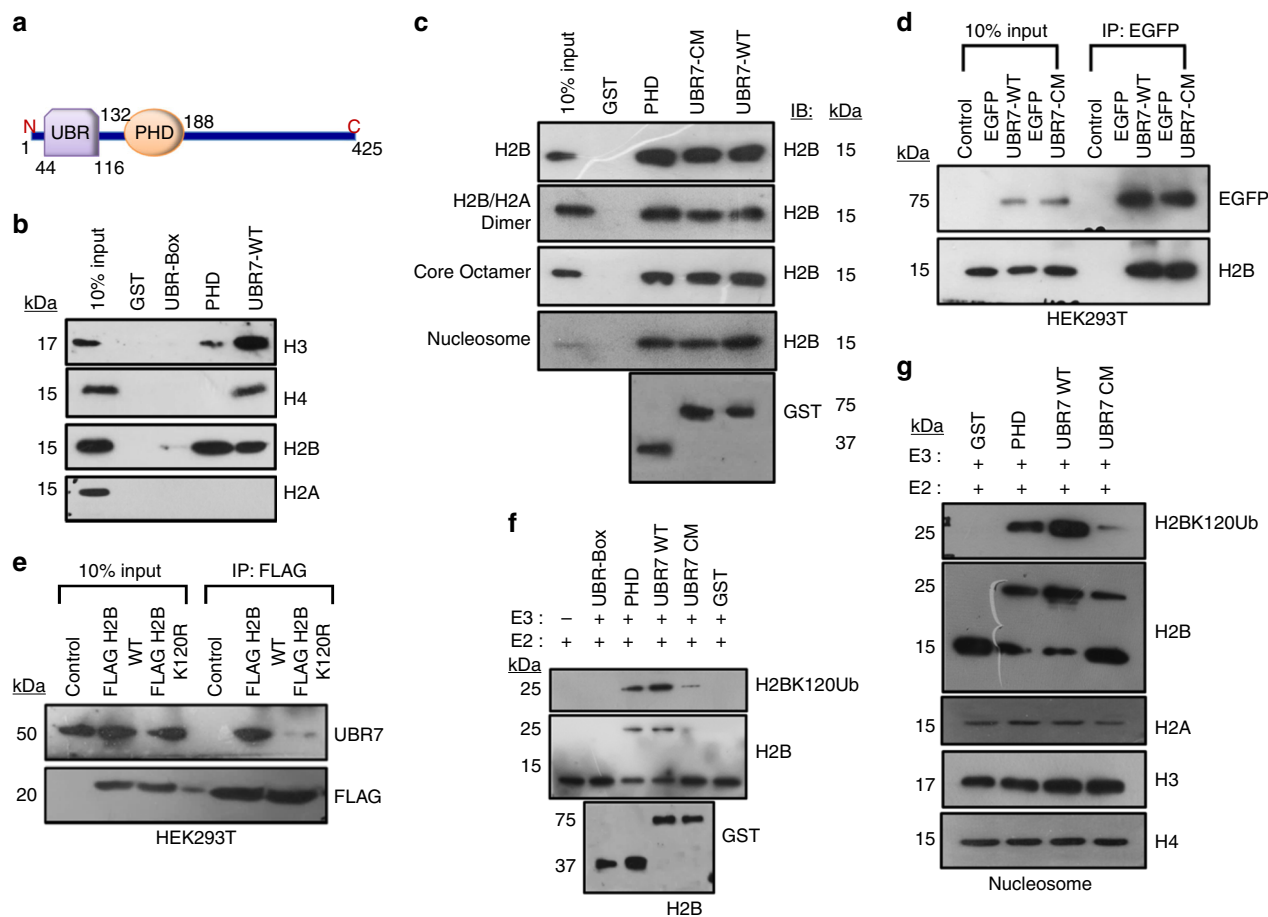 a
N
UBR
132
PHD
188
C
1
44
116
425
b
kDa
10% input
GST
UBR-Box
PHD
UBR7-WT
17
H3
15
H4
15
H2B
15
H2A
c
10% input
GST
PHD
UBR7-CM
UBR7-WT
IB:
kDa
H2B
H2B
15
H2B/H2A
Dimer
H2B
15
Core Octamer
H2B
15
Nucleosome
H2B
15
GST
75
37
d
10% input
IP: EGFP
kDa
Control
EGFP
UBR7-WT
EGFP
UBR7-CM
Control
EGFP
UBR7-WT
EGFP
UBR7-CM
75
EGFP
15
H2B
HEK293T
e
10% input
IP: FLAG
kDa
Control
FLAG H2B
WT
FLAG H2B
K120R
Control
FLAG H2B
WT
FLAG H2B
K120R
50
UBR7
20
FLAG
HEK293T
f
UBR-Box
PHD
UBR7 WT
UBR7 CM
GST
E3 : – + + + + +
E2 : + + + + + +
kDa
25
H2BK120Ub
25
15
H2B
75
37
GST
H2B
g
kDa
GST
PHD
UBR7 WT
UBR7 CM
E3 : + + + +
E2 : + + + +
25
H2BK120Ub
25
15
H2B
15
H2A
17
H3
15
H4
Nucleosome